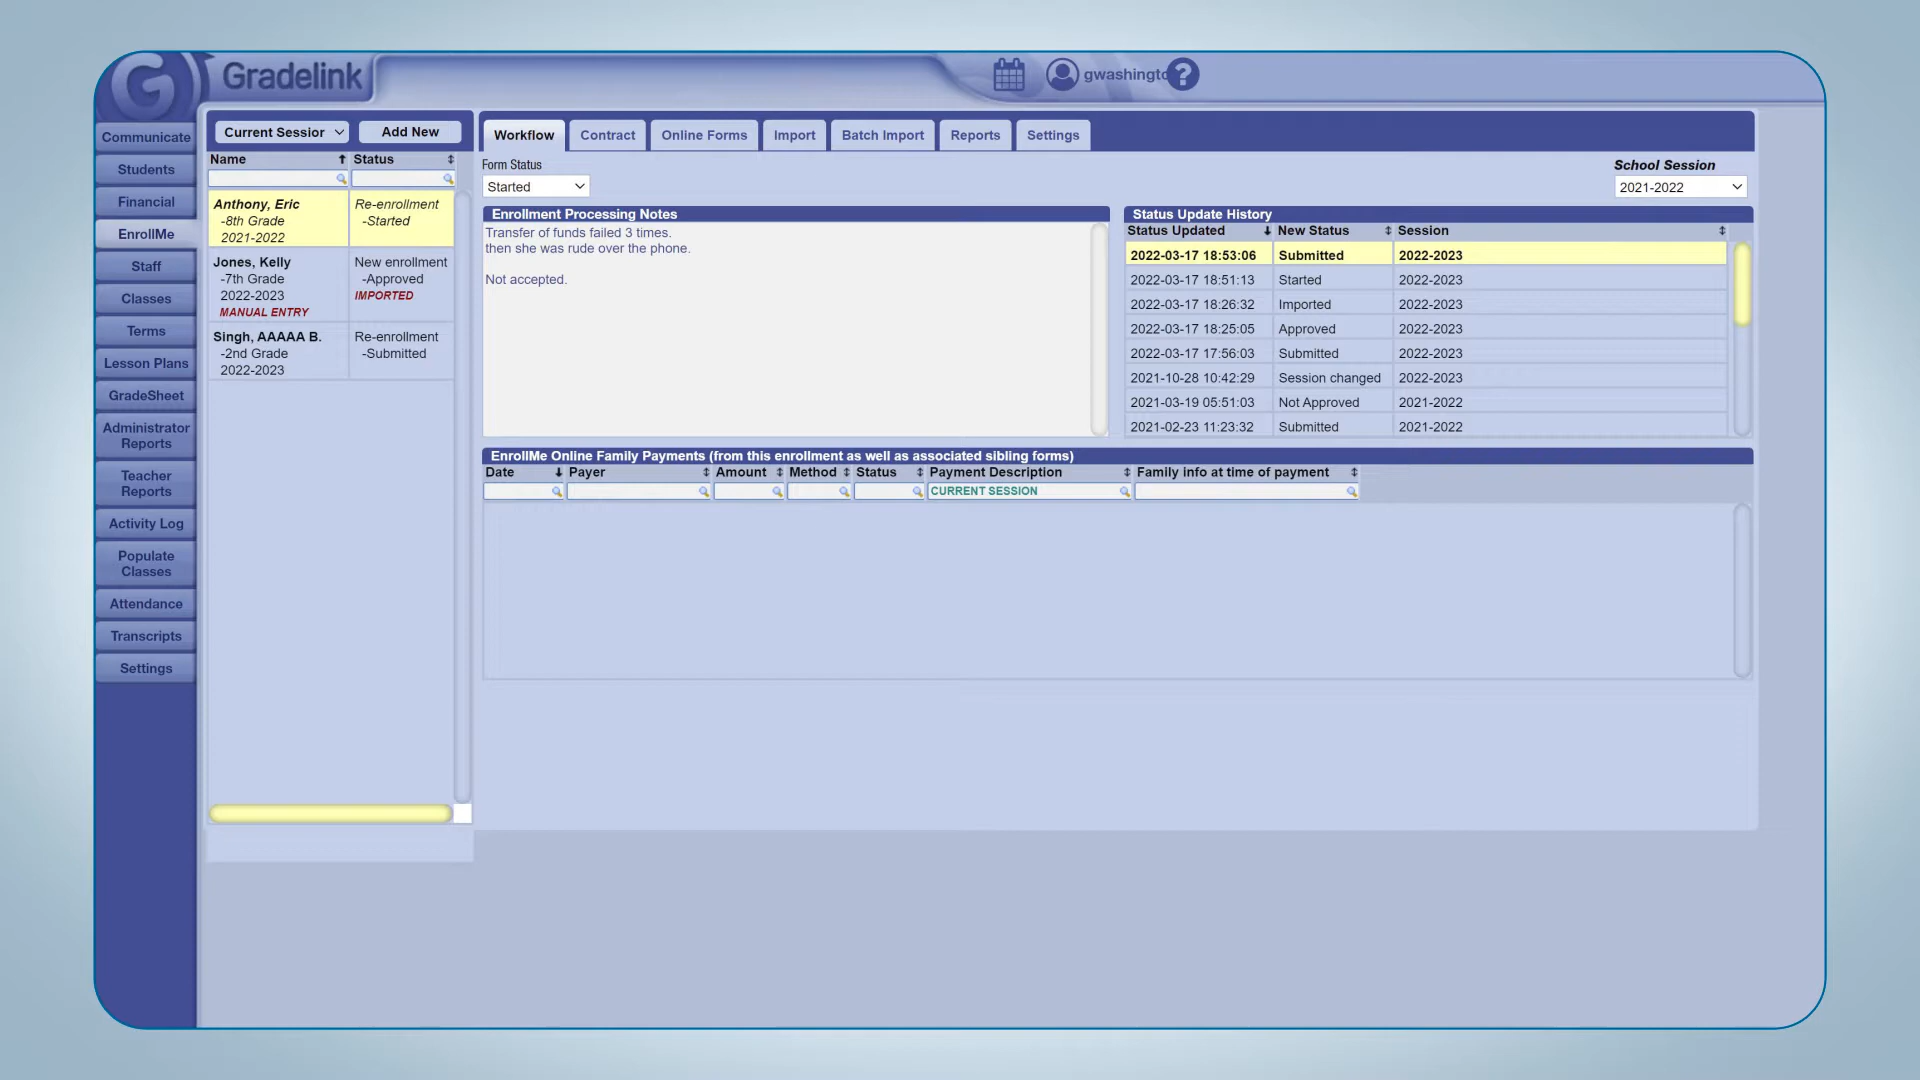 Gradelink
gwashingto
Communicate
Students
Financial
EnrollMe
Staff
Classes
Terms
Lesson Plans
GradeSheet
Administrator
Reports
Teacher
Reports
Activity Log
Populate
Classes
Attendance
Transcripts
Settings
Current Session Add New
Name Status
Anthony, Eric Re-enrollment
-8th Grade -Started
2021-2022
Jones, Kelly New enrollment
-7th Grade -Approved
2022-2023 IMPORTED
MANUAL ENTRY
Singh, AAAAA B. Re-enrollment
-2nd Grade -Submitted
2022-2023
Workflow Contract Online Forms Import Batch Import Reports Settings
Form Status
Started
School Session
2021-2022
Enrollment Processing Notes
Transfer of funds failed 3 times.
then she was rude over the phone.
Not accepted.
Status Update History
Status Updated New Status Session
2022-03-17 18:53:06 Submitted 2022-2023
2022-03-17 18:51:13 Started 2022-2023
2022-03-17 18:26:32 Imported 2022-2023
2022-03-17 18:25:05 Approved 2022-2023
2022-03-17 17:56:03 Submitted 2022-2023
2021-10-28 10:42:29 Session changed 2022-2023
2021-03-19 05:51:03 Not Approved 2021-2022
2021-02-23 11:23:32 Submitted 2021-2022
EnrollMe Online Family Payments (from this enrollment as well as associated sibling forms)
Date Payer Amount Method Status Payment Description Family info at time of payment
CURRENT SESSION